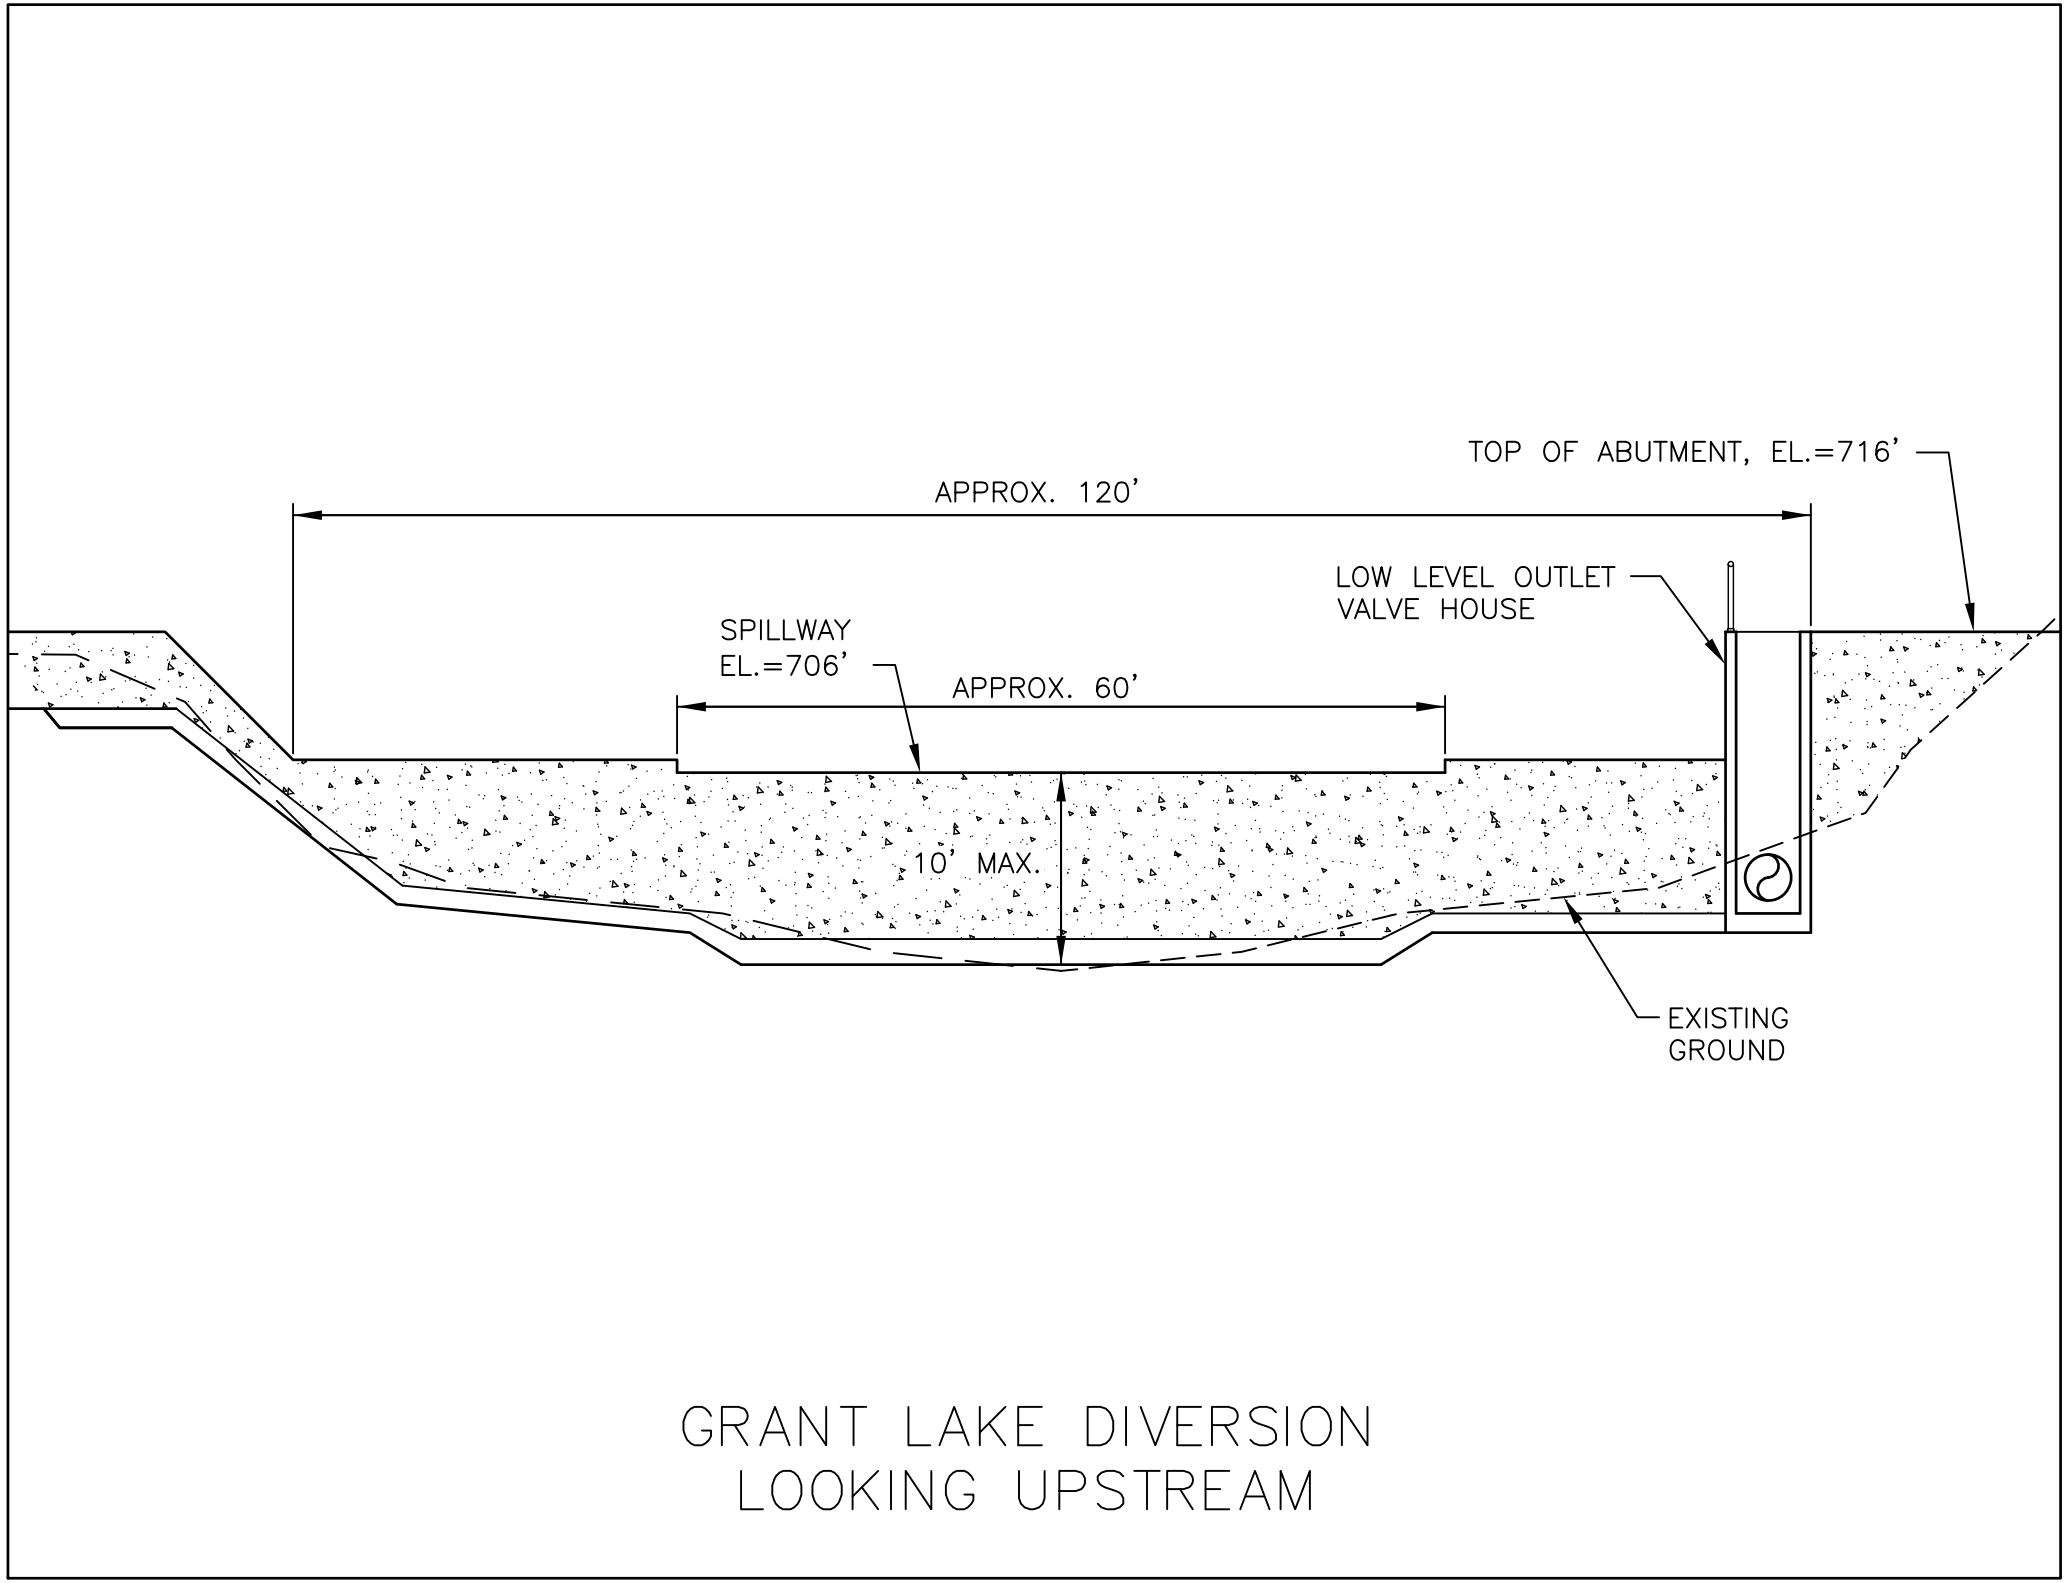 TOP OF ABUTMENT, EL.=716'
APPROX. 120'
LOW LEVEL OUTLET
VALVE HOUSE
SPILLWAY
EL.=706'
APPROX. 60'
10' MAX.
EXISTING
GROUND
GRANT LAKE DIVERSION
LOOKING UPSTREAM